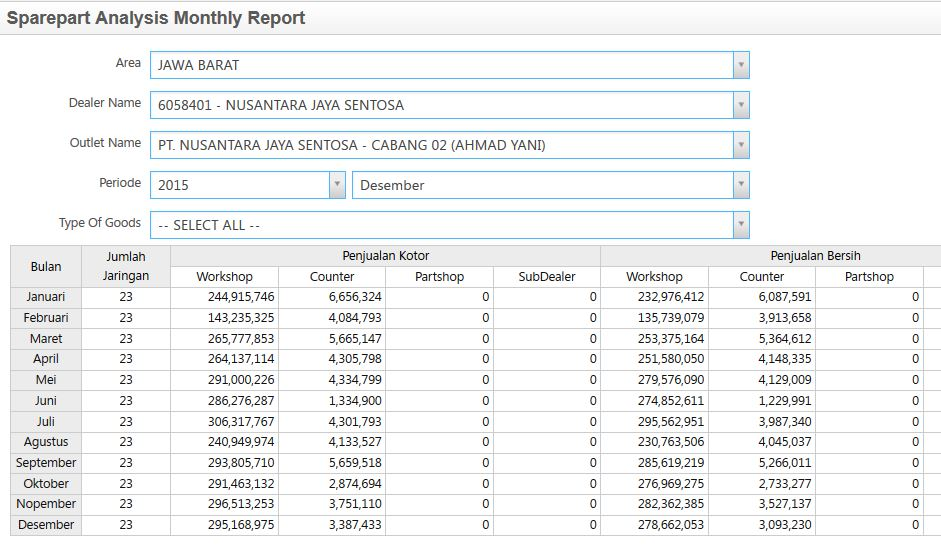 Sparepart Analysis Monthly Report
Area JAWA BARAT
Dealer Name 6058401 - NUSANTARA JAYA SENTOSA
Outlet Name PT. NUSANTARA JAYA SENTOSA - CABANG 02 (AHMAD YANI)
Periode 2015 Desember
Type Of Goods -- SELECT ALL --
Bulan Jumlah Jaringan Penjualan Kotor Penjualan Bersih
Workshop Counter Partshop SubDealer Workshop Counter Partshop
Januari 23 244,915,746 6,656,324 0 0 232,976,412 6,087,591 0
Februari 23 143,235,325 4,084,793 0 0 135,739,079 3,913,658 0
Maret 23 265,777,853 5,665,147 0 0 253,375,164 5,364,612 0
April 23 264,137,114 4,305,798 0 0 251,580,050 4,148,335 0
Mei 23 291,000,226 4,334,799 0 0 279,576,090 4,129,009 0
Juni 23 286,276,287 1,334,900 0 0 274,852,611 1,229,991 0
Juli 23 306,317,767 4,301,793 0 0 295,562,951 3,987,340 0
Agustus 23 240,949,974 4,133,527 0 0 230,763,506 4,045,037 0
September 23 293,805,710 5,659,518 0 0 285,619,219 5,266,011 0
Oktober 23 291,463,132 2,874,694 0 0 276,969,275 2,733,277 0
Nopember 23 296,513,253 3,751,110 0 0 282,362,385 3,527,137 0
Desember 23 295,168,975 3,387,433 0 0 278,662,053 3,093,230 0